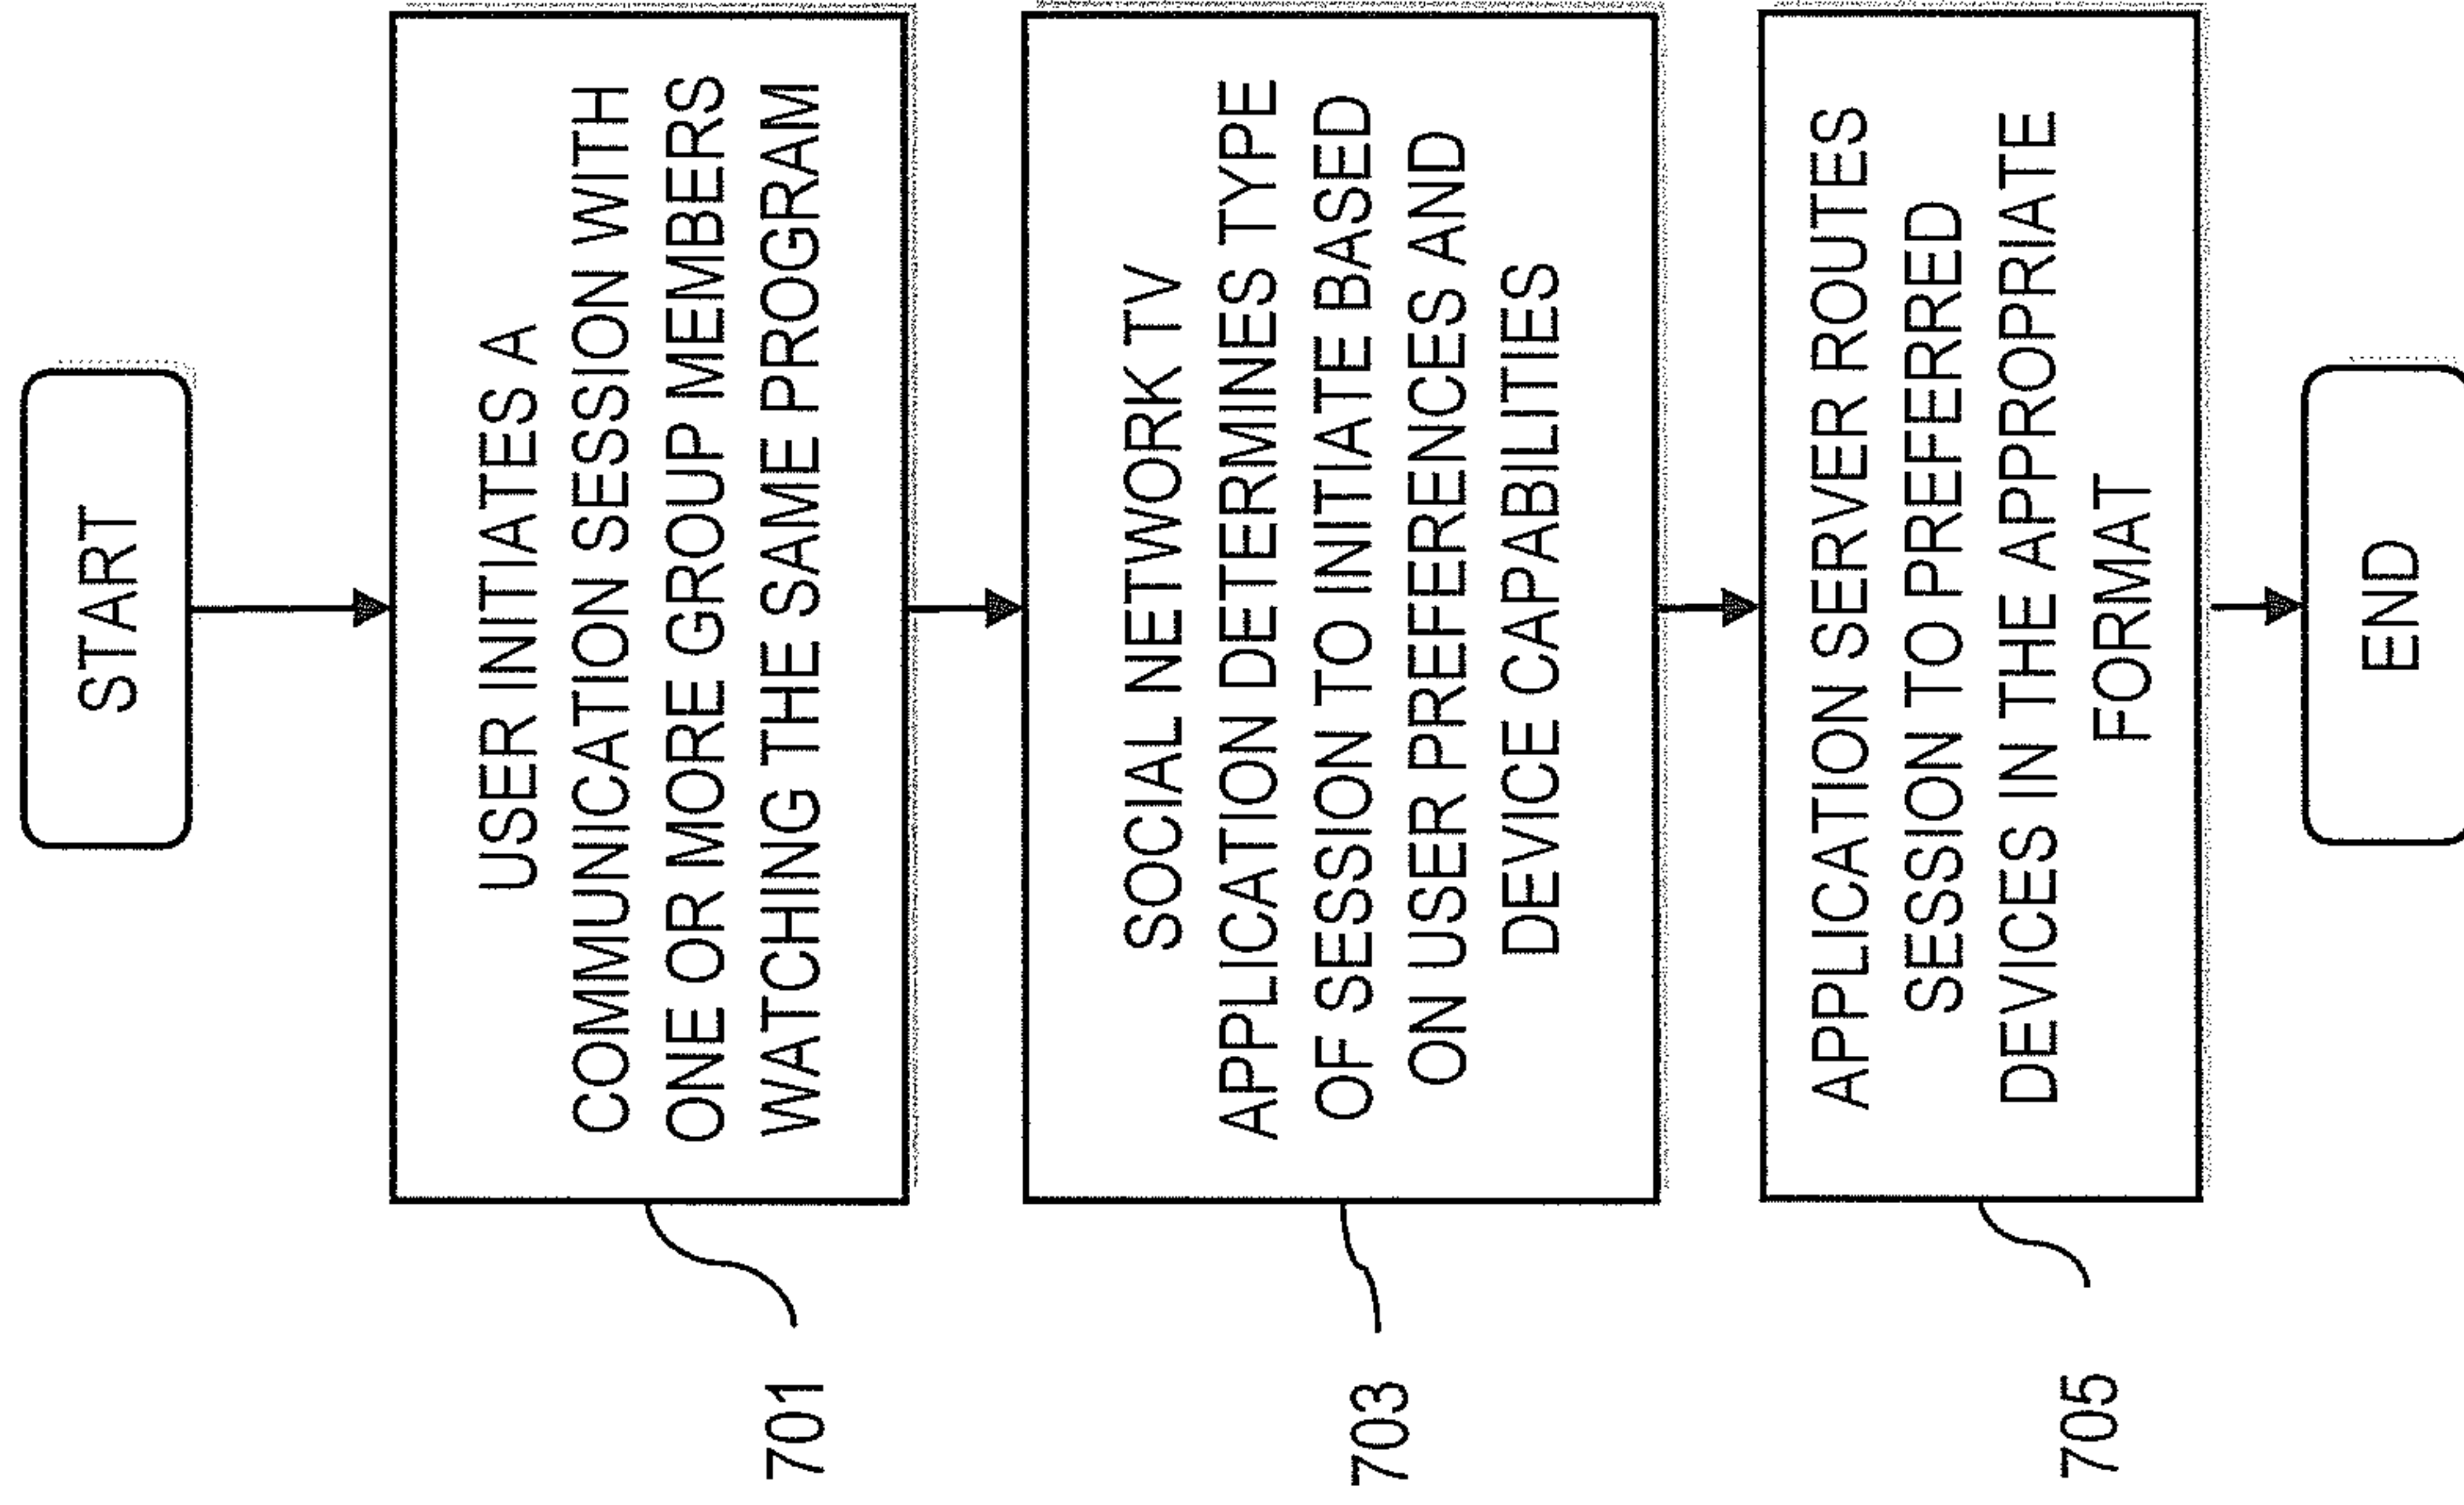 START
USER INITIATES A
COMMUNICATION SESSION WITH
ONE OR MORE GROUP MEMBERS
WATCHING THE SAME PROGRAM
701
SOCIAL NETWORK TV
APPLICATION DETERMINES TYPE
OF SESSION TO INITIATE BASED
ON USER PREFERENCES AND
DEVICE CAPABILITIES
703
APPLICATION SERVER ROUTES
SESSION TO PREFERRED
DEVICES IN THE APPROPRIATE
FORMAT
705
END